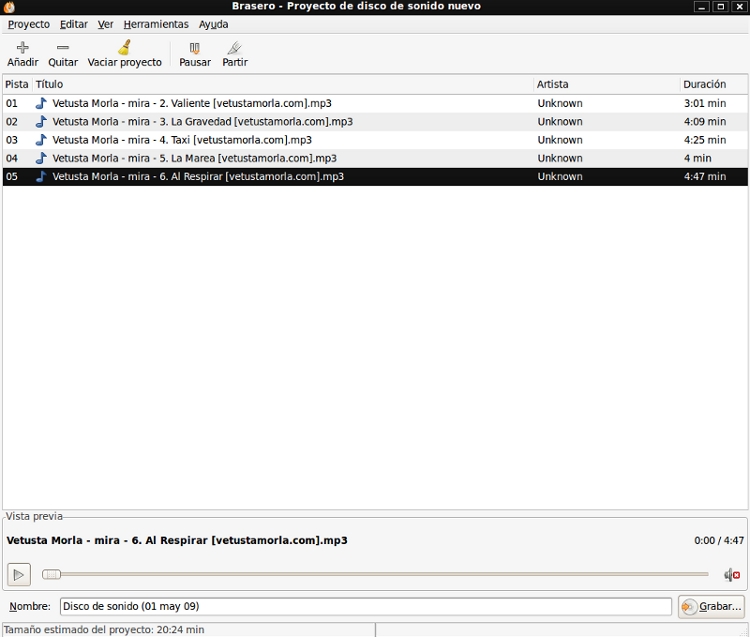 Brasero - Proyecto de disco de sonido nuevo
Proyecto Editar Ver Herramientas Ayuda
Añadir Quitar Vaciar proyecto Pausar Partir
Pista Título Artista Duración
01 Vetusta Morla - mira - 2. Valiente [vetustamorla.com].mp3 Unknown 3:01 min
02 Vetusta Morla - mira - 3. La Gravedad [vetustamorla.com].mp3 Unknown 4:09 min
03 Vetusta Morla - mira - 4. Taxi [vetustamorla.com].mp3 Unknown 4:25 min
04 Vetusta Morla - mira - 5. La Marea [vetustamorla.com].mp3 Unknown 4 min
05 Vetusta Morla - mira - 6. Al Respirar [vetustamorla.com].mp3 Unknown 4:47 min
Vista previa
Vetusta Morla - mira - 6. Al Respirar [vetustamorla.com].mp3 0:00 / 4:47
Nombre: Disco de sonido (01 may 09) Grabar...
Tamaño estimado del proyecto: 20:24 min